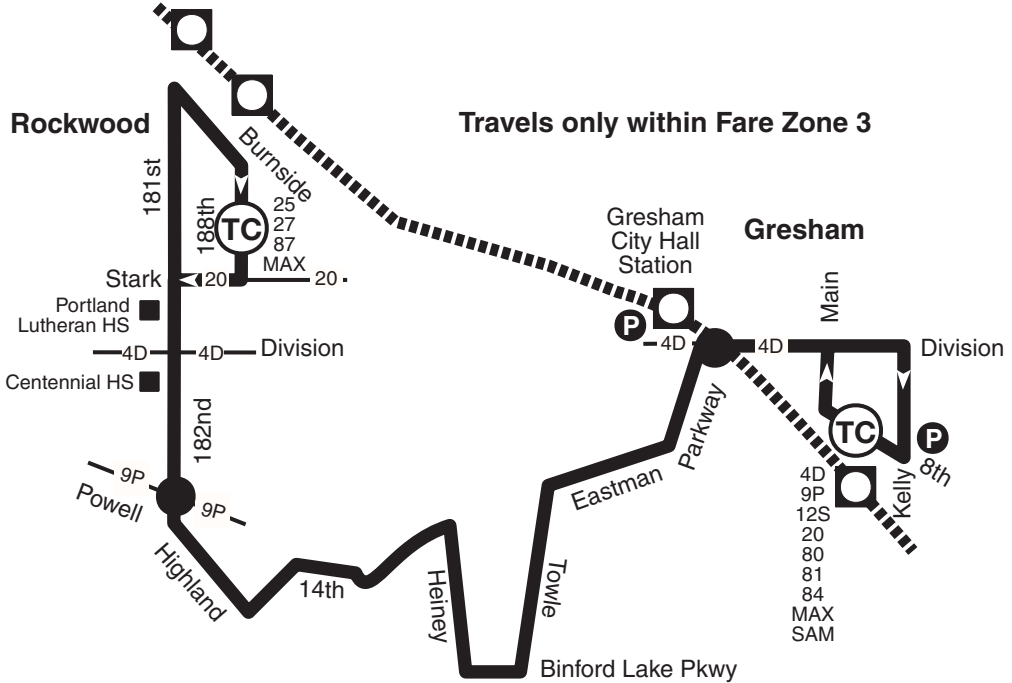 Rockwood
Travels only within Fare Zone 3
Burnside
181st
188th
TC
25
27
87
MAX
Stark
20
20
Portland
Lutheran HS
4D
4D
Division
Centennial HS
182nd
9P
9P
Powell
Highland
14th
Heiney
Towle
Binford Lake Pkwy
Eastman
Parkway
Gresham
City Hall
Station
P
4D
Gresham
Main
4D
Division
TC
P
8th
Kelly
4D
9P
12S
20
80
81
84
MAX
SAM